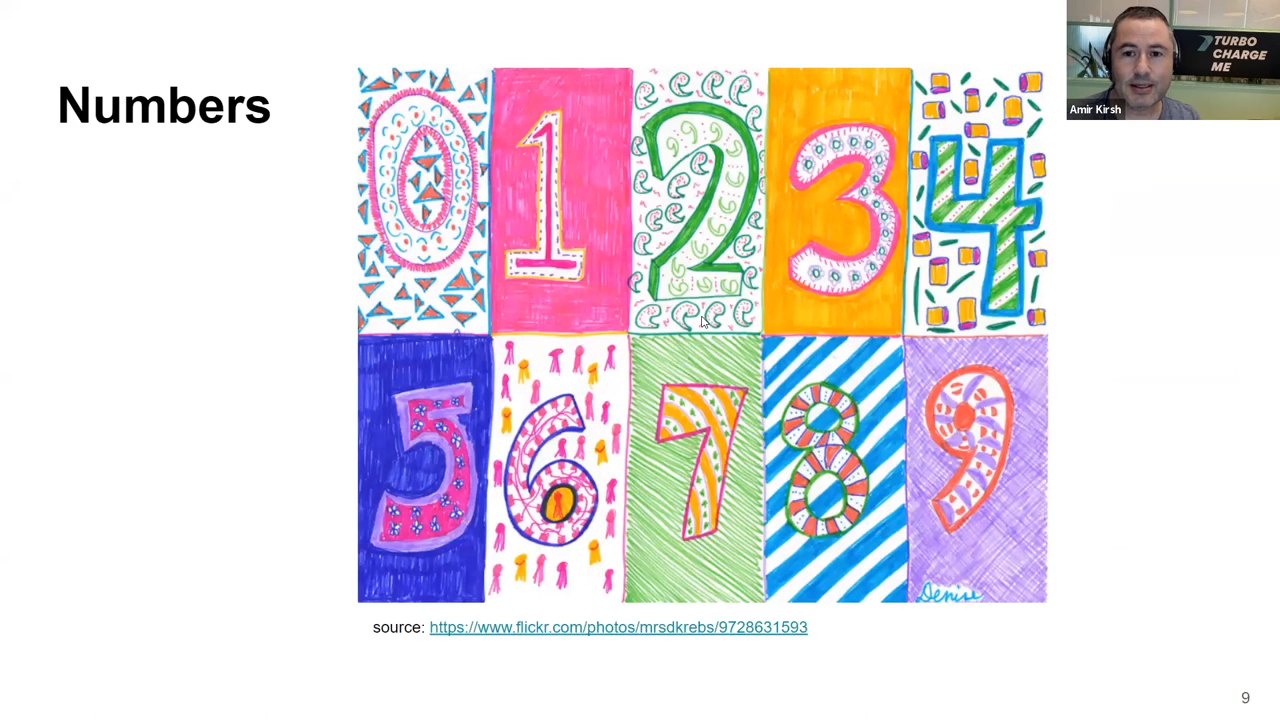 Numbers
TURBO
CHARGE
ME
Amir Kirsh
0 1 2 3 4
5 6 7 8 9
Denise
source: https://www.flickr.com/photos/mrsdkrebs/9728631593
9